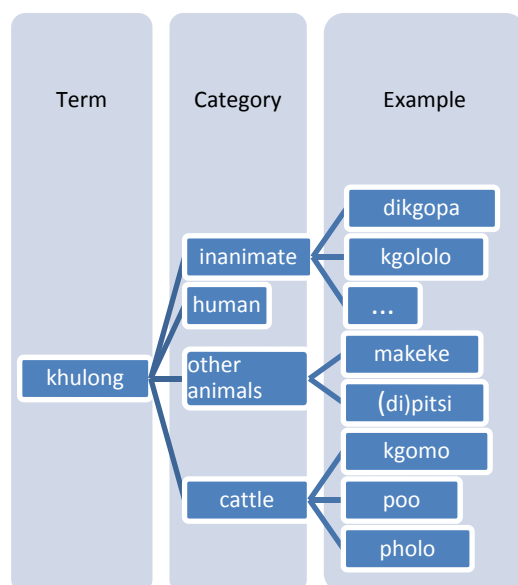 Term
Category
Example
khulong
inanimate
human
other
animals
cattle
dikgopa
kgololo
...
makeke
(di)pitsi
kgomo
poo
pholo